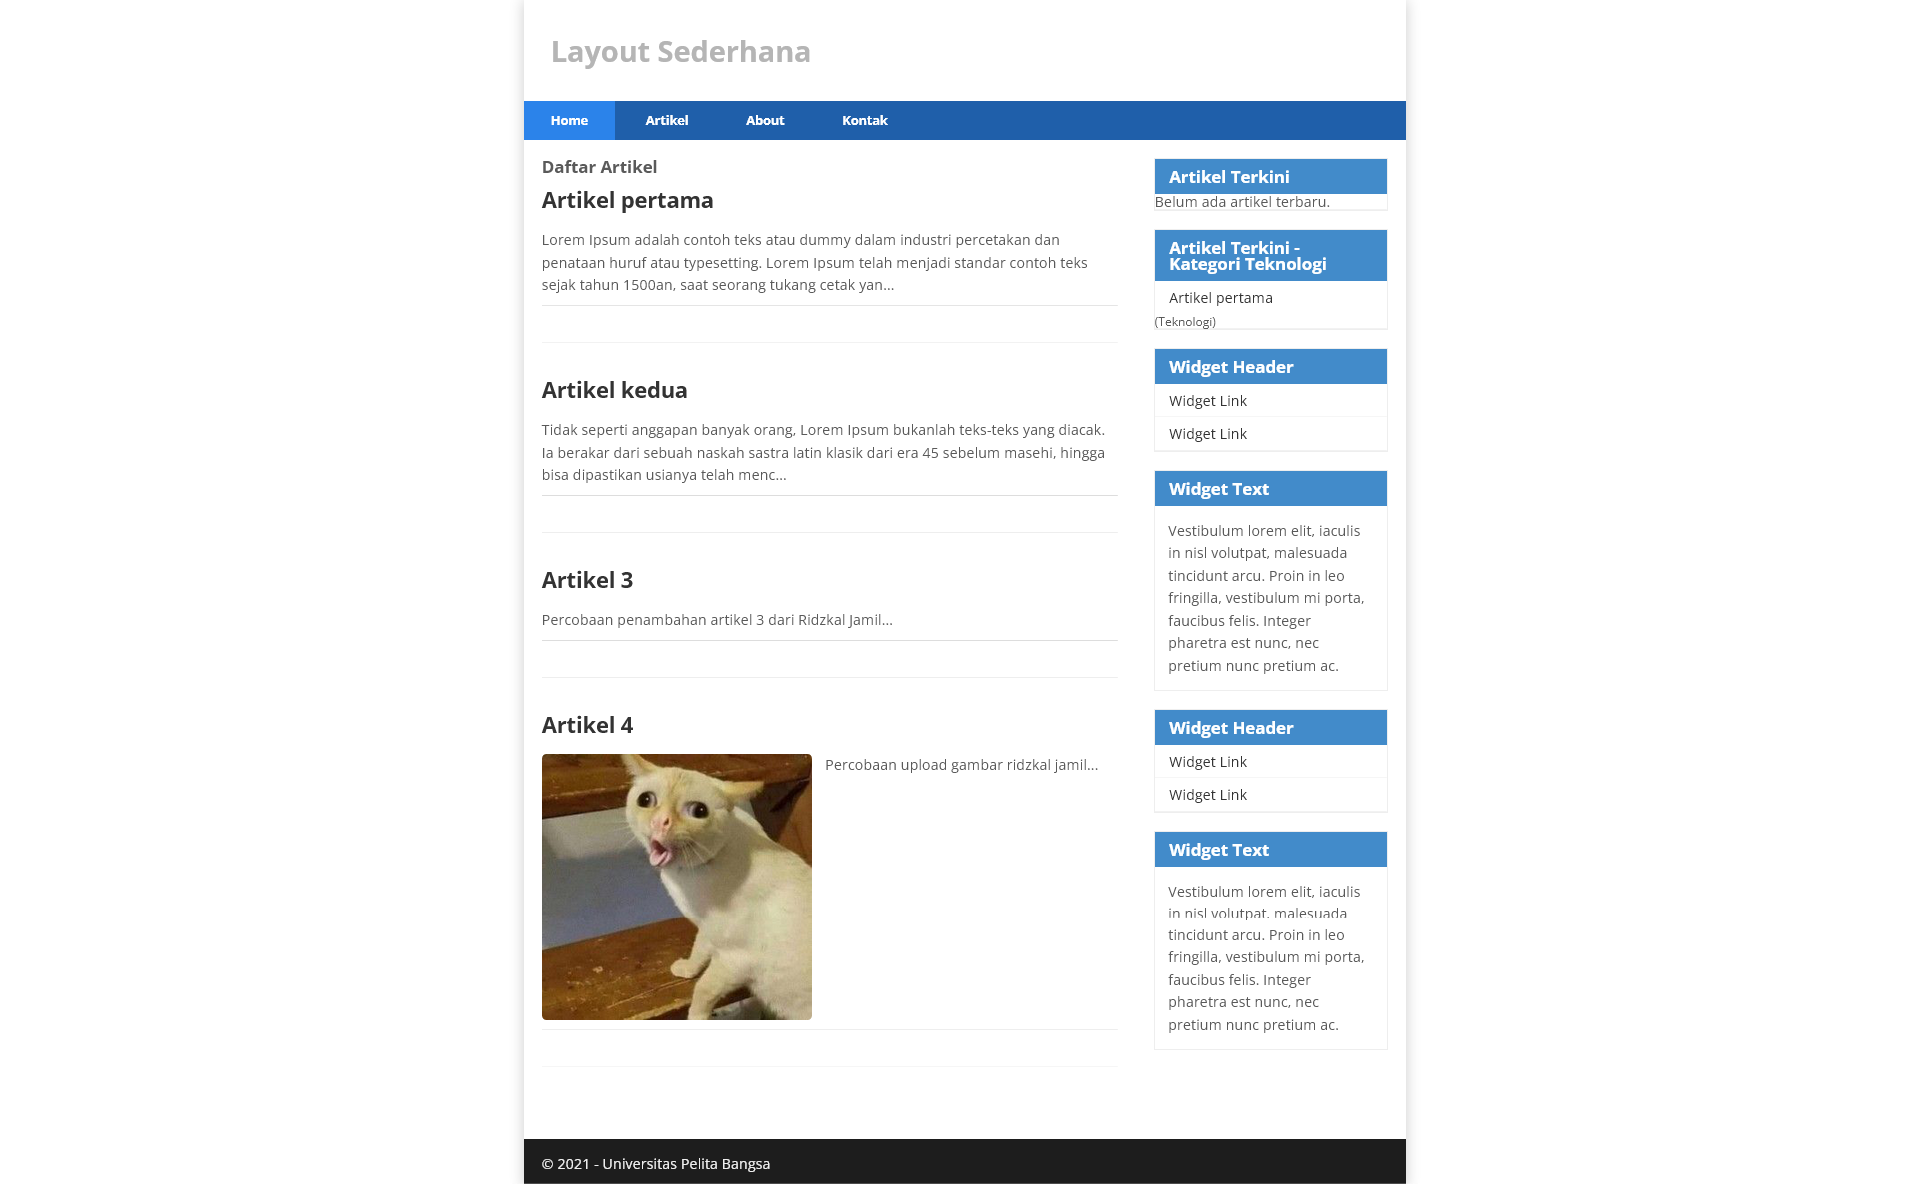 Layout Sederhana
Home
Artikel
About
Kontak
Daftar Artikel
Artikel pertama
Lorem Ipsum adalah contoh teks atau dummy dalam industri percetakan dan
penataan huruf atau typesetting. Lorem Ipsum telah menjadi standar contoh teks
sejak tahun 1500an, saat seorang tukang cetak yan...
Artikel kedua
Tidak seperti anggapan banyak orang, Lorem Ipsum bukanlah teks-teks yang diacak.
Ia berakar dari sebuah naskah sastra latin klasik dari era 45 sebelum masehi, hingga
bisa dipastikan usianya telah menc...
Artikel 3
Percobaan penambahan artikel 3 dari Ridzkal Jamil...
Artikel 4
Percobaan upload gambar ridzkal jamil...
Artikel Terkini
Belum ada artikel terbaru.
Artikel Terkini -
Kategori Teknologi
Artikel pertama
(Teknologi)
Widget Header
Widget Link
Widget Link
Widget Text
Vestibulum lorem elit, iaculis
in nisl volutpat, malesuada
tincidunt arcu. Proin in leo
fringilla, vestibulum mi porta,
faucibus felis. Integer
pharetra est nunc, nec
pretium nunc pretium ac.
Widget Header
Widget Link
Widget Link
Widget Text
Vestibulum lorem elit, iaculis
in nisl volutpat, malesuada
tincidunt arcu. Proin in leo
fringilla, vestibulum mi porta,
faucibus felis. Integer
pharetra est nunc, nec
pretium nunc pretium ac.
© 2021 - Universitas Pelita Bangsa